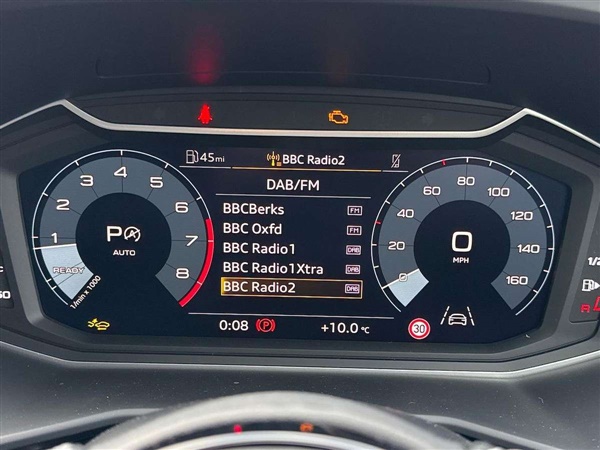 45mi
BBC Radio2
DAB/FM
BBCBerks FM
BBC Oxfd FM
BBC Radio1 DAB
BBC Radio1Xtra DAB
BBC Radio2 DAB
1 2 3 4 5 6 7 8
P A
AUTO
READY
1/min x 1000
0 20 40 60 80 100 120 140 160
0
MPH
0:08
P
+10.0 °C
30
1/2
R